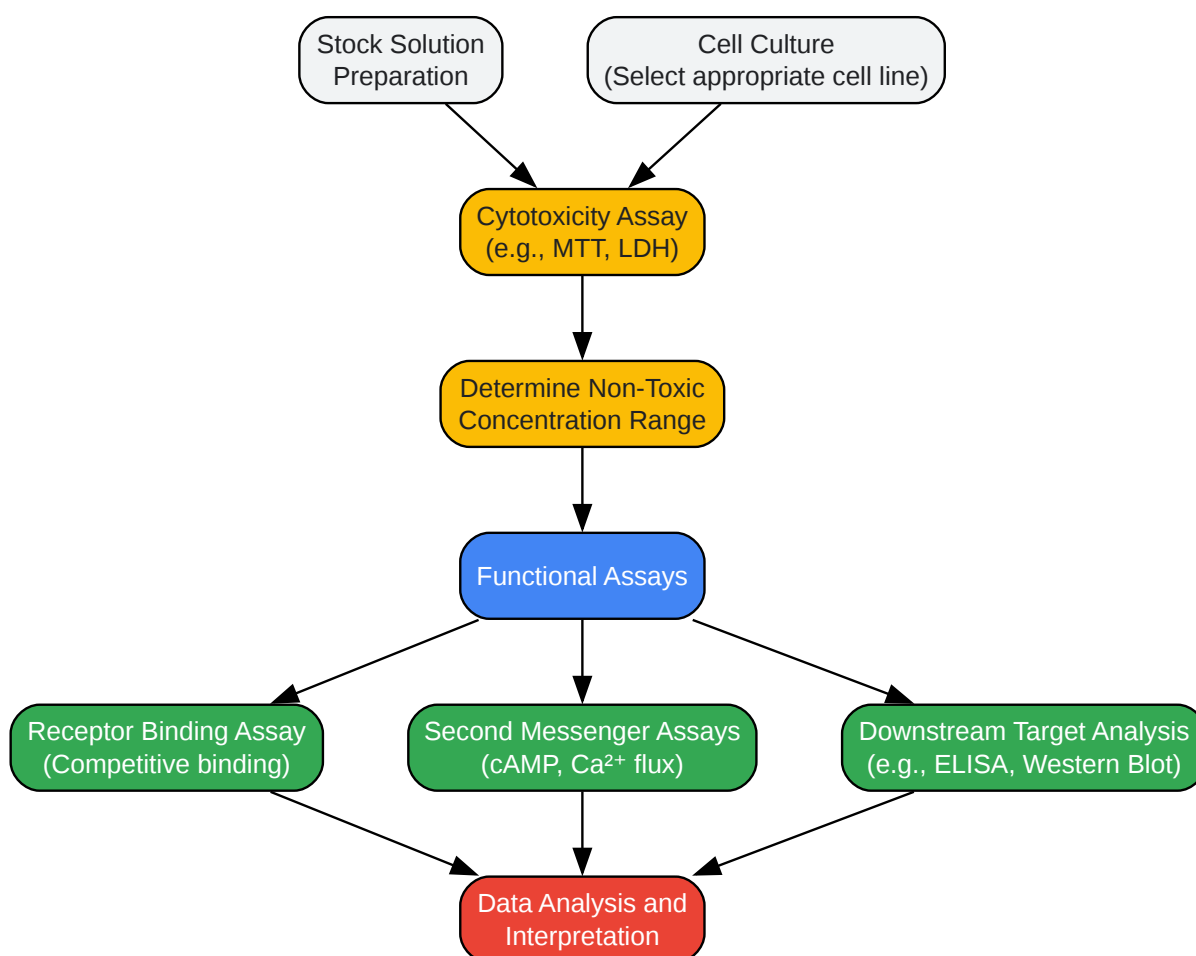 Stock Solution
Preparation
Cell Culture
(Select appropriate cell line)
Cytotoxicity Assay
(e.g., MTT, LDH)
Determine Non-Toxic
Concentration Range
Functional Assays
Receptor Binding Assay
(Competitive binding)
Second Messenger Assays
(cAMP, Ca²⁺ flux)
Downstream Target Analysis
(e.g., ELISA, Western Blot)
Data Analysis and
Interpretation